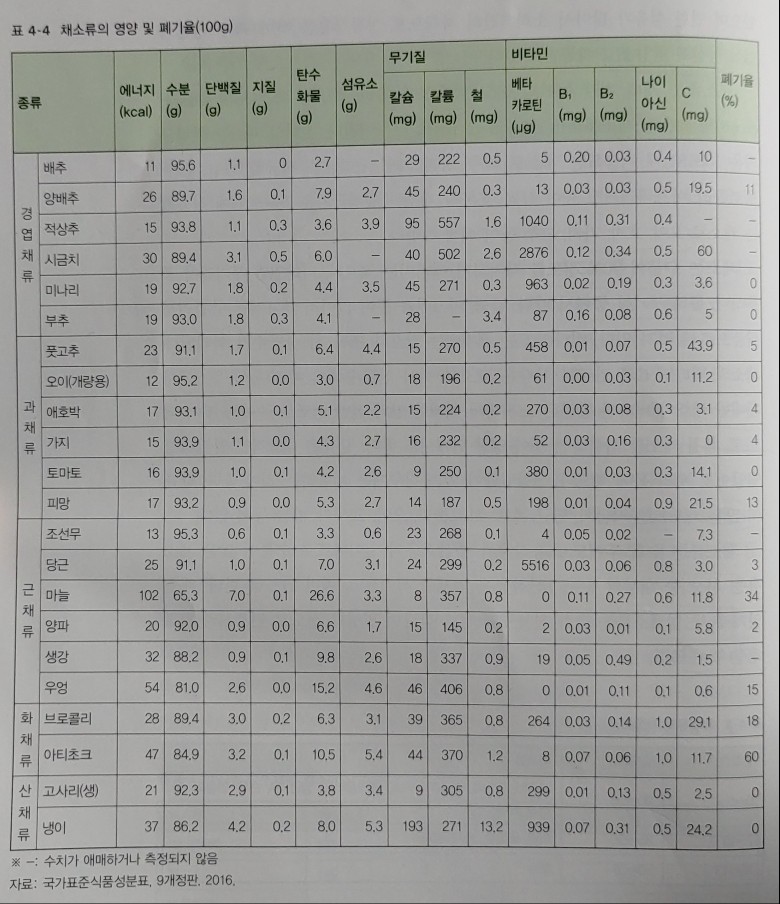 표 4-4 채소류의 영양 및 폐기율(100g)
종류 에너지(kcal) 수분(g) 단백질(g) 지질(g) 탄수화물(g) 섬유소(g) 무기질 칼슘(mg) 칼륨(mg) 철(mg) 비타민 베타카로틴(μg) B₁(mg) B₂(mg) 나이아신(mg) C(mg) 폐기율(%)
경엽채류
배추 11 95.6 1.1 0 2.7 – 29 222 0.5 5 0.20 0.03 0.4 10 –
양배추 26 89.7 1.6 0.1 7.9 2.7 45 240 0.3 13 0.03 0.03 0.5 19.5 11
적상추 15 93.8 1.1 0.3 3.6 3.9 95 557 1.6 1040 0.11 0.31 0.4 – –
시금치 30 89.4 3.1 0.5 6.0 – 40 502 2.6 2876 0.12 0.34 0.5 60 –
미나리 19 92.7 1.8 0.2 4.4 3.5 45 271 0.3 963 0.02 0.19 0.3 3.6 0
부추 19 93.0 1.8 0.3 4.1 – 28 – 3.4 87 0.16 0.08 0.6 5 0
과채류
풋고추 23 91.1 1.7 0.1 6.4 4.4 15 270 0.5 458 0.01 0.07 0.5 43.9 5
오이(개량용) 12 95.2 1.2 0.0 3.0 0.7 18 196 0.2 61 0.00 0.03 0.1 11.2 0
애호박 17 93.1 1.0 0.1 5.1 2.2 15 224 0.2 270 0.03 0.08 0.3 3.1 4
가지 15 93.9 1.1 0.0 4.3 2.7 16 232 0.2 52 0.03 0.16 0.3 0 4
토마토 16 93.9 1.0 0.1 4.2 2.6 9 250 0.1 380 0.01 0.03 0.3 14.1 0
피망 17 93.2 0.9 0.0 5.3 2.7 14 187 0.5 198 0.01 0.04 0.9 21.5 13
근채류
조선무 13 95.3 0.6 0.1 3.3 0.6 23 268 0.1 4 0.05 0.02 – 7.3 –
당근 25 91.1 1.0 0.1 7.0 3.1 24 299 0.2 5516 0.03 0.06 0.8 3.0 3
마늘 102 65.3 7.0 0.1 26.6 3.3 8 357 0.8 0 0.11 0.27 0.6 11.8 34
양파 20 92.0 0.9 0.0 6.6 1.7 15 145 0.2 2 0.03 0.01 0.1 5.8 2
생강 32 88.2 0.9 0.1 9.8 2.6 18 337 0.9 19 0.05 0.49 0.2 1.5 –
우엉 54 81.0 2.6 0.0 15.2 4.6 46 406 0.8 0 0.01 0.11 0.1 0.6 15
화채류
브로콜리 28 89.4 3.0 0.2 6.3 3.1 39 365 0.8 264 0.03 0.14 1.0 29.1 18
아티초크 47 84.9 3.2 0.1 10.5 5.4 44 370 1.2 8 0.07 0.06 1.0 11.7 60
산채류
고사리(생) 21 92.3 2.9 0.1 3.8 3.4 9 305 0.8 299 0.01 0.13 0.5 2.5 0
냉이 37 86.2 4.2 0.2 8.0 5.3 193 271 13.2 939 0.07 0.31 0.5 24.2 0
※ –: 수치가 애매하거나 측정되지 않음
자료: 국가표준식품성분표, 9개정판, 2016.